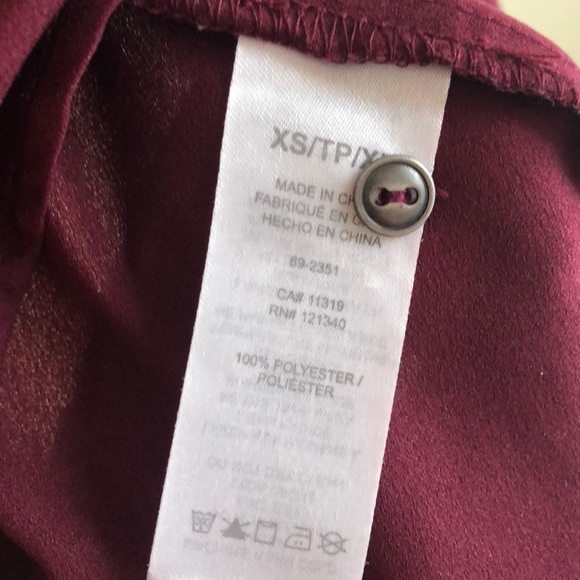 XS/TP/X
MADE IN CH
FABRIQUÉ EN C
HECHO EN CHINA
69-2351
CA# 11319
RN# 121340
100% POLYESTER /
POLIÉSTER